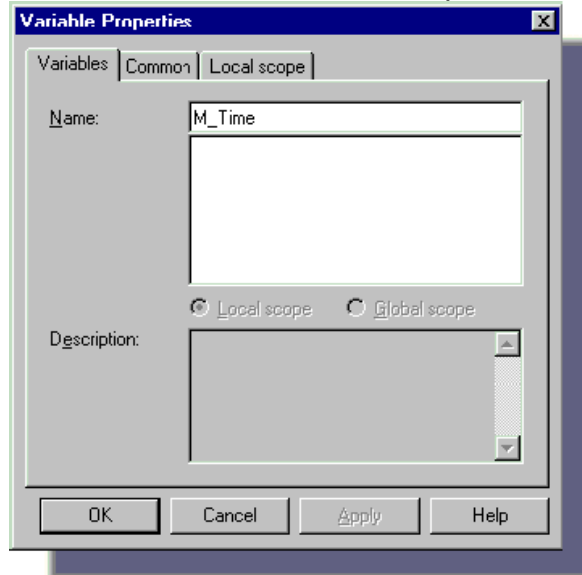 Variable Properties
Variables Common Local scope
Name: M_Time
Local scope Global scope
Description:
OK Cancel Apply Help